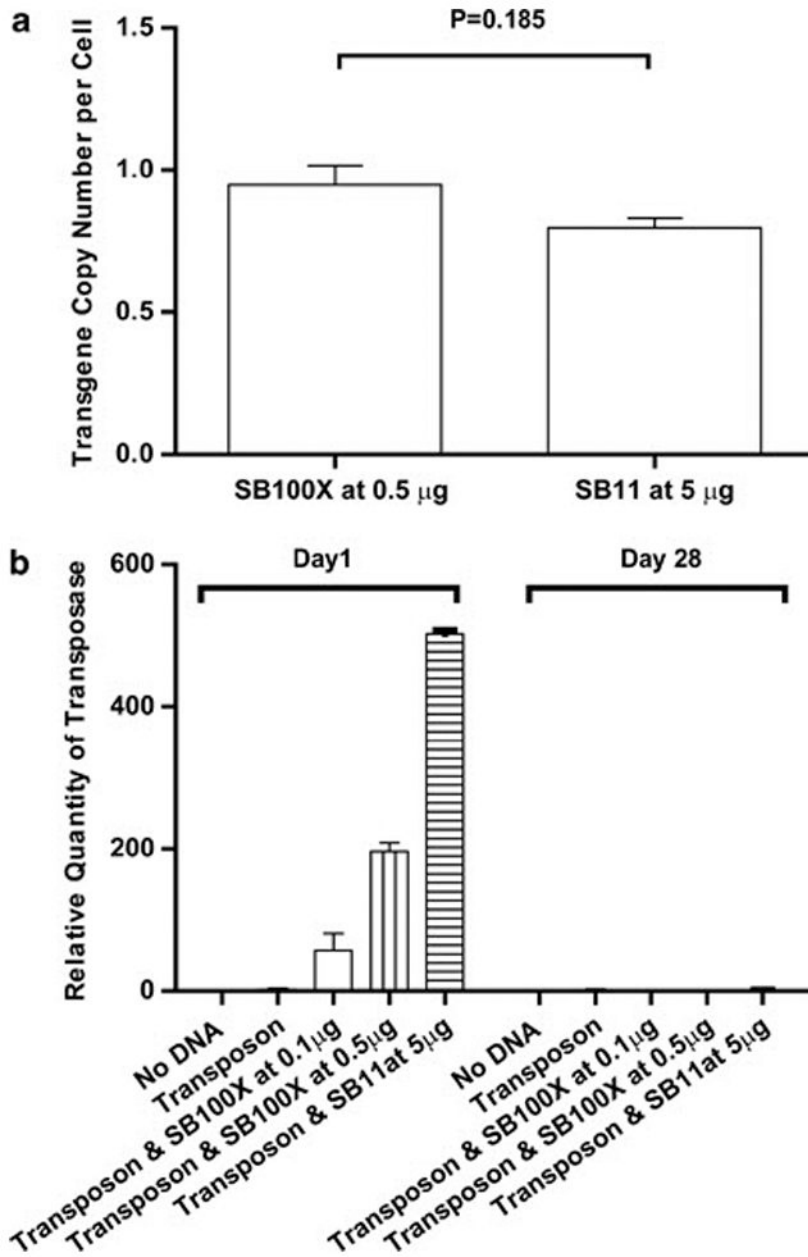 a
P=0.185
Transgene Copy Number per Cell
1.5
1.0
0.5
0.0
SB100X at 0.5 μg
SB11 at 5 μg
b
Day1
Day 28
Relative Quantity of Transpose
600
400
200
0
No DNA
Transposon
Transposon & SB100X at 0.1μg
Transposon & SB100X at 0.5μg
Transposon & SB11at 5μg
No DNA
Transposon
Transposon & SB100X at 0.1μg
Transposon & SB100X at 0.5μg
Transposon & SB11at 5μg